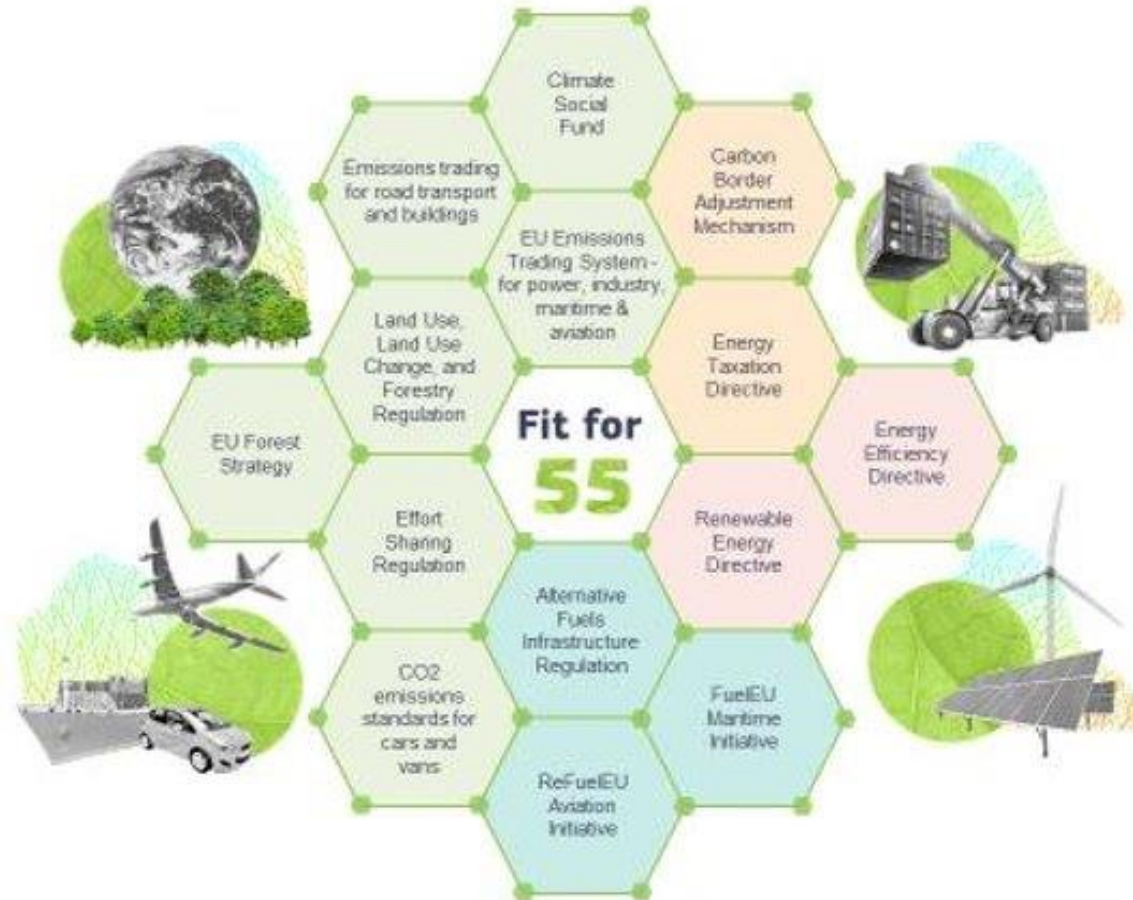 Climate
Social
Fund
Emissions trading
for road transport
and buildings
Carbon
Border
Adjustment
Mechanism
EU Emissions
Trading System -
for power, industry,
maritime &
aviation
Land Use,
Land Use
Change, and
Forestry
Regulation
Energy
Taxation
Directive
EU Forest
Strategy
Fit for
55
Energy
Efficiency
Directive
Effort
Sharing
Regulation
Renewable
Energy
Directive
Alternative
Fuels
Infrastructure
Regulation
CO2
emissions
standards for
cars and
vans
FuelEU
Maritime
Initiative
ReFuelEU
Aviation
Initiative